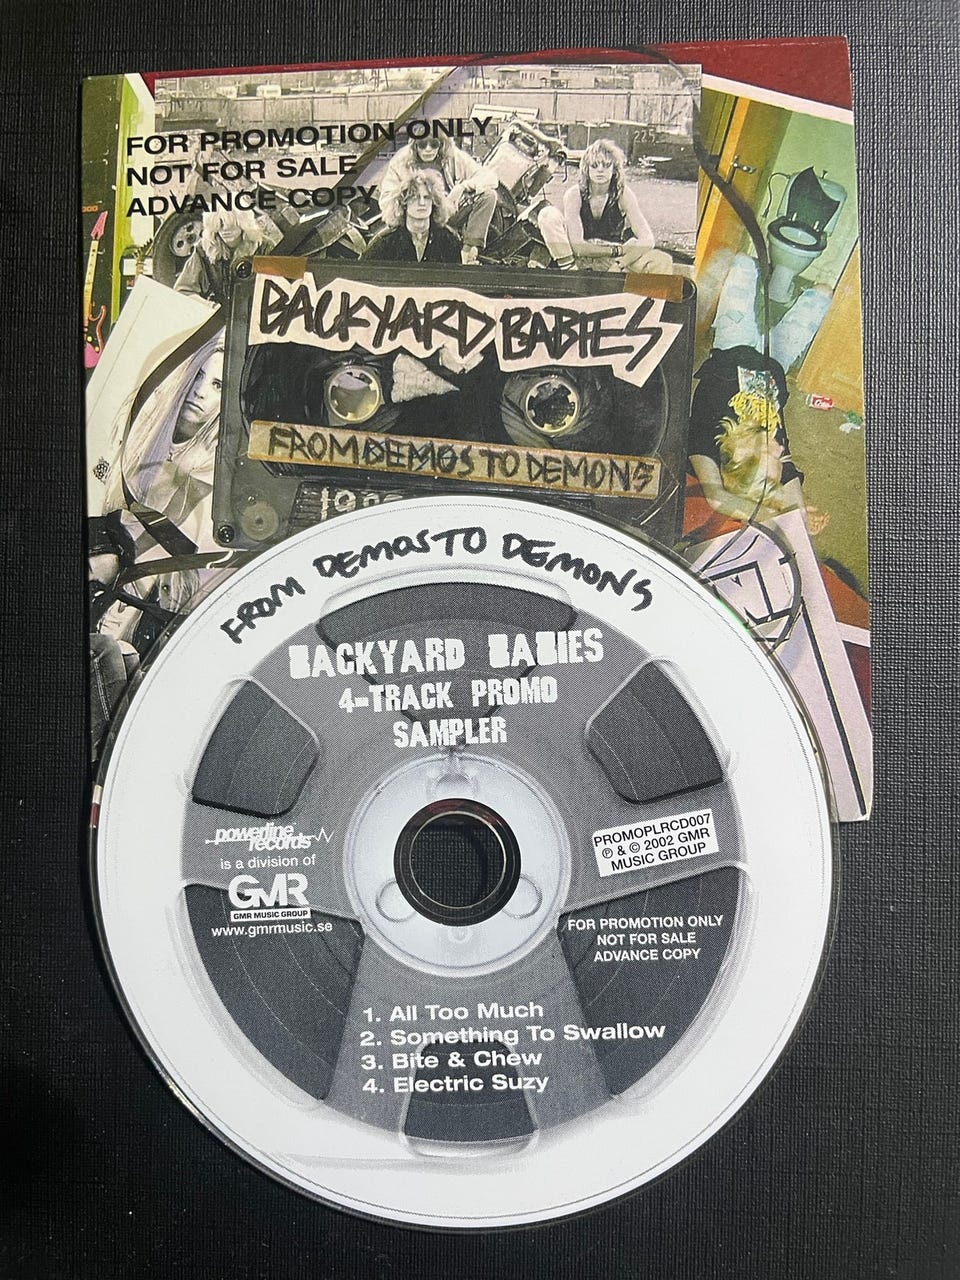 FOR PROMOTION ONLY
NOT FOR SALE
ADVANCE COPY
BACKYARD BABIES
FROM DEMOS TO DEMONS
FROM DEMOS TO DEMONS
BACKYARD BABIES
4-TRACK PROMO
SAMPLER
powerline
records
is a division of
GMR
GMR MUSIC GROUP
www.gmrmusic.se
PROMOPLRCD007
℗ & © 2002 GMR
MUSIC GROUP
FOR PROMOTION ONLY
NOT FOR SALE
ADVANCE COPY
1. All Too Much
2. Something To Swallow
3. Bite & Chew
4. Electric Suzy